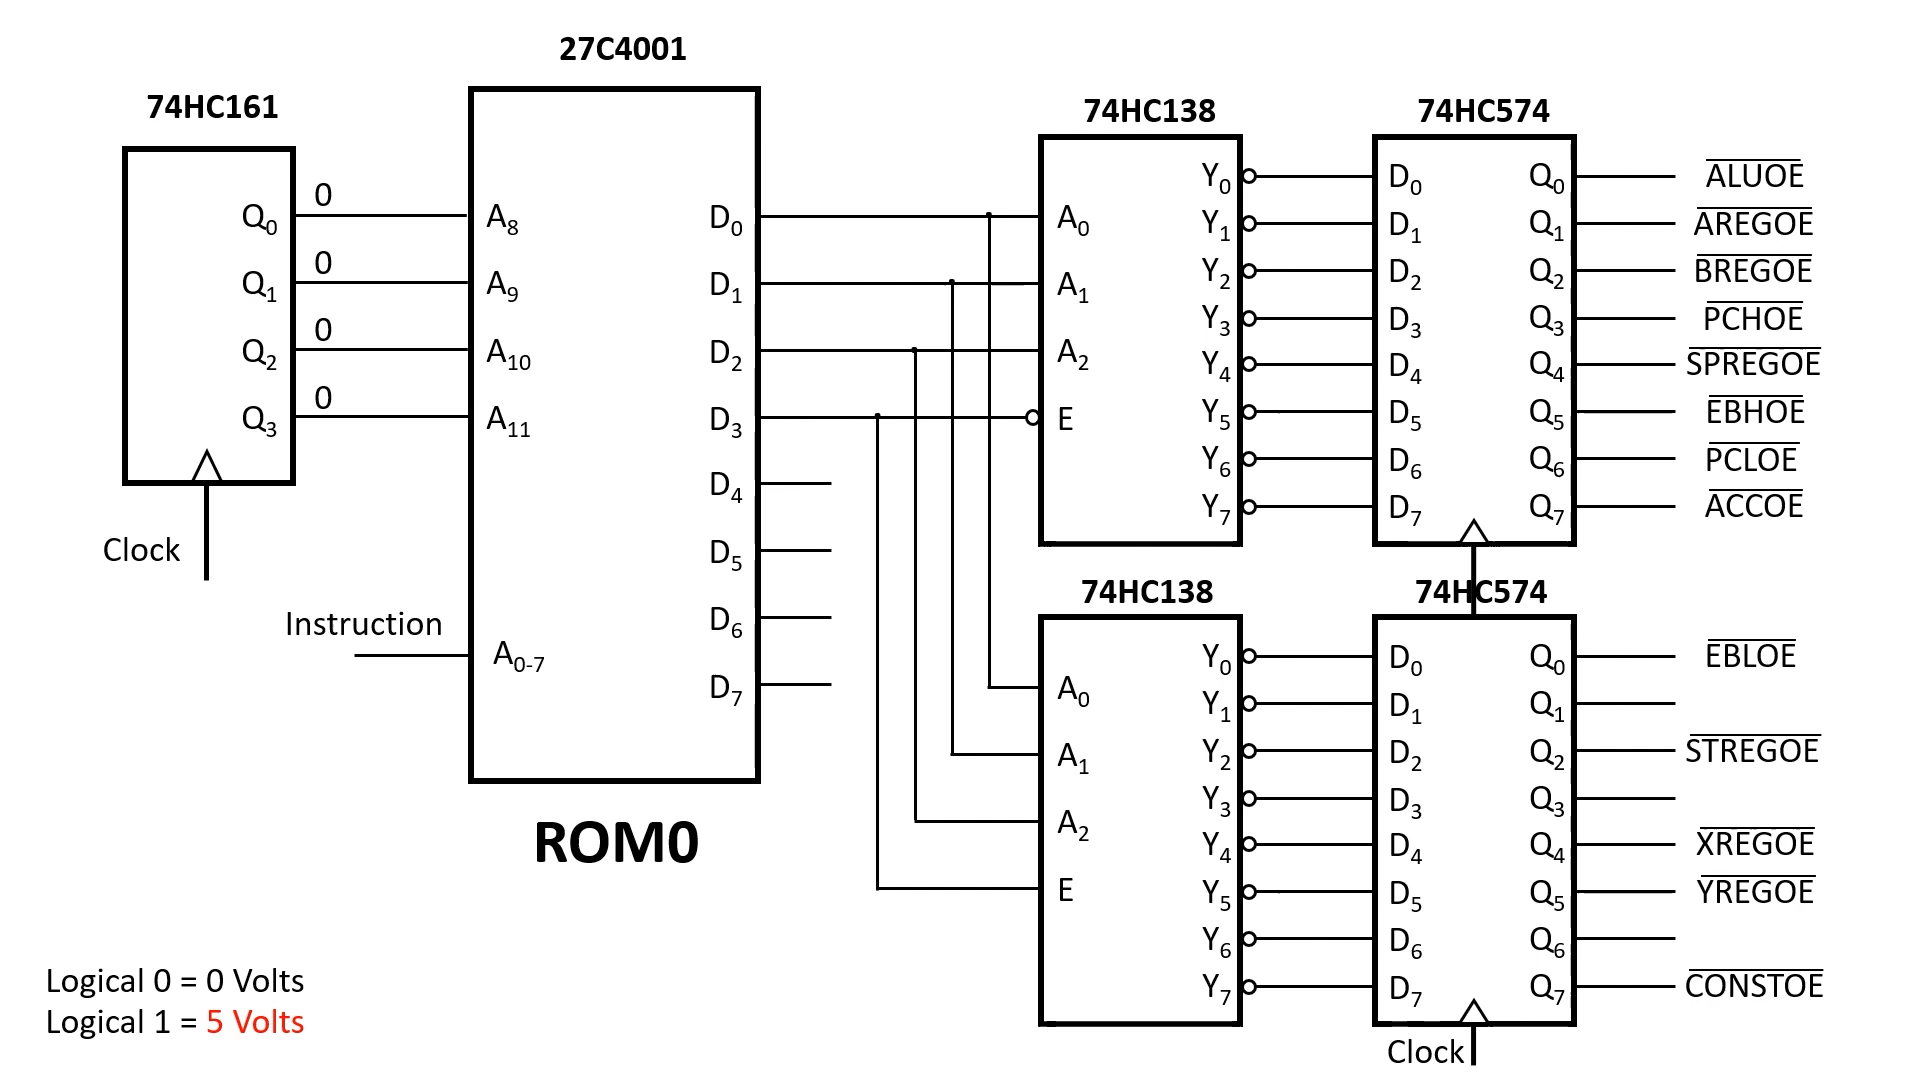 27C4001
74HC161
74HC138
74HC574
Q0
Q1
Q2
Q3
0
0
0
0
Clock
Instruction
A8
A9
A10
A11
A0-7
D0
D1
D2
D3
D4
D5
D6
D7
ROM0
A0
A1
A2
E
Y0
Y1
Y2
Y3
Y4
Y5
Y6
Y7
D0
D1
D2
D3
D4
D5
D6
D7
Q0
Q1
Q2
Q3
Q4
Q5
Q6
Q7
ALUOE
AREGOE
BREGOE
PCHOE
SPREGOE
EBHOE
PCLOE
ACCOE
74HC138
74HC574
A0
A1
A2
E
Y0
Y1
Y2
Y3
Y4
Y5
Y6
Y7
D0
D1
D2
D3
D4
D5
D6
D7
Q0
Q1
Q2
Q3
Q4
Q5
Q6
Q7
EBLOE
STREGOE
XREGOE
YREGOE
CONSTOE
Clock
Logical 0 = 0 Volts
Logical 1 = 5 Volts